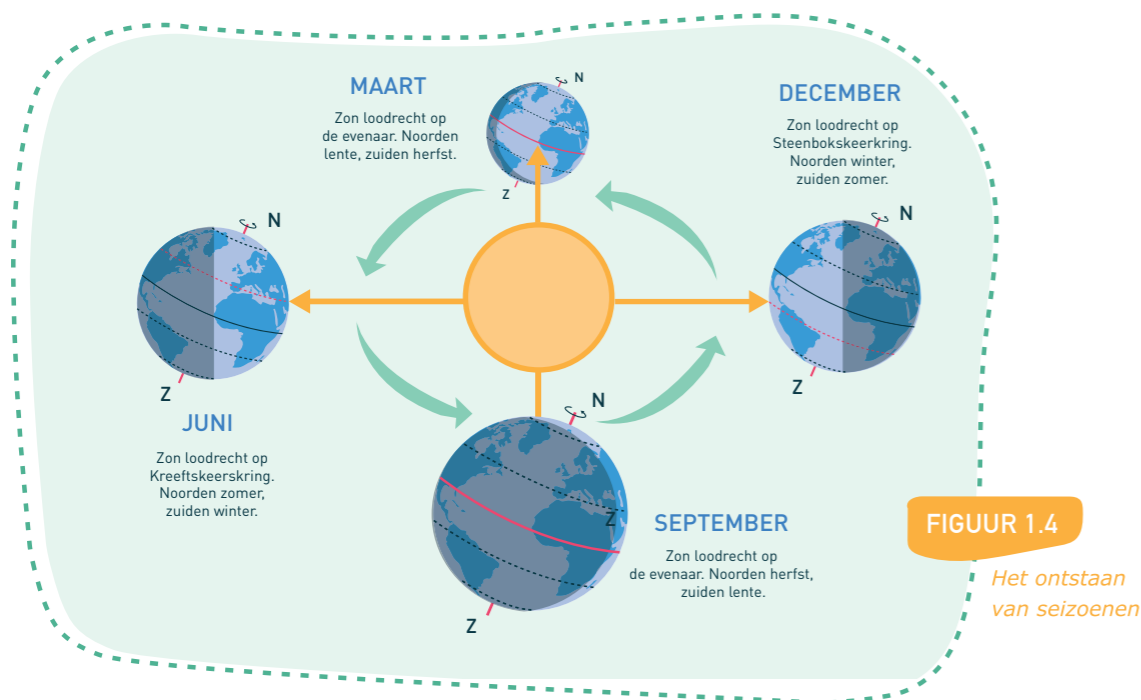 MAART
Zon loodrecht op
de evenaar. Noorden
lente, zuiden herfst.
N
Z
DECEMBER
Zon loodrecht op
Steenbokskeerkring.
Noorden winter,
zuiden zomer.
N
Z
N
Z
JUNI
Zon loodrecht op
Kreeftskeerskring.
Noorden zomer,
zuiden winter.
N
Z
Z
SEPTEMBER
Zon loodrecht op
de evenaar. Noorden herfst,
zuiden lente.
FIGUUR 1.4
Het ontstaan
van seizoenen